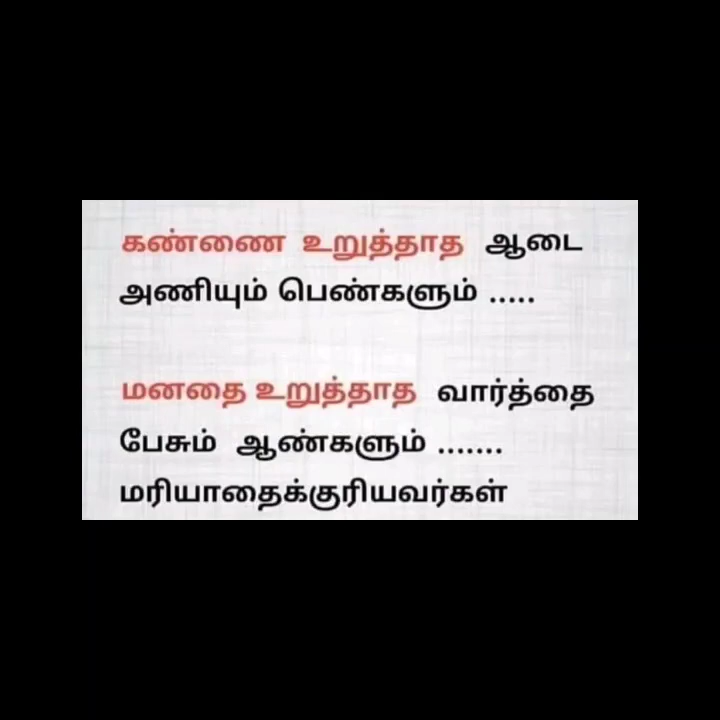 கண்ணை உறுத்தாத ஆடை
அணியும் பெண்களும் .....
மனதை உறுத்தாத வார்த்தை
பேசும் ஆண்களும் .......
மரியாதைக்குரியவர்கள்